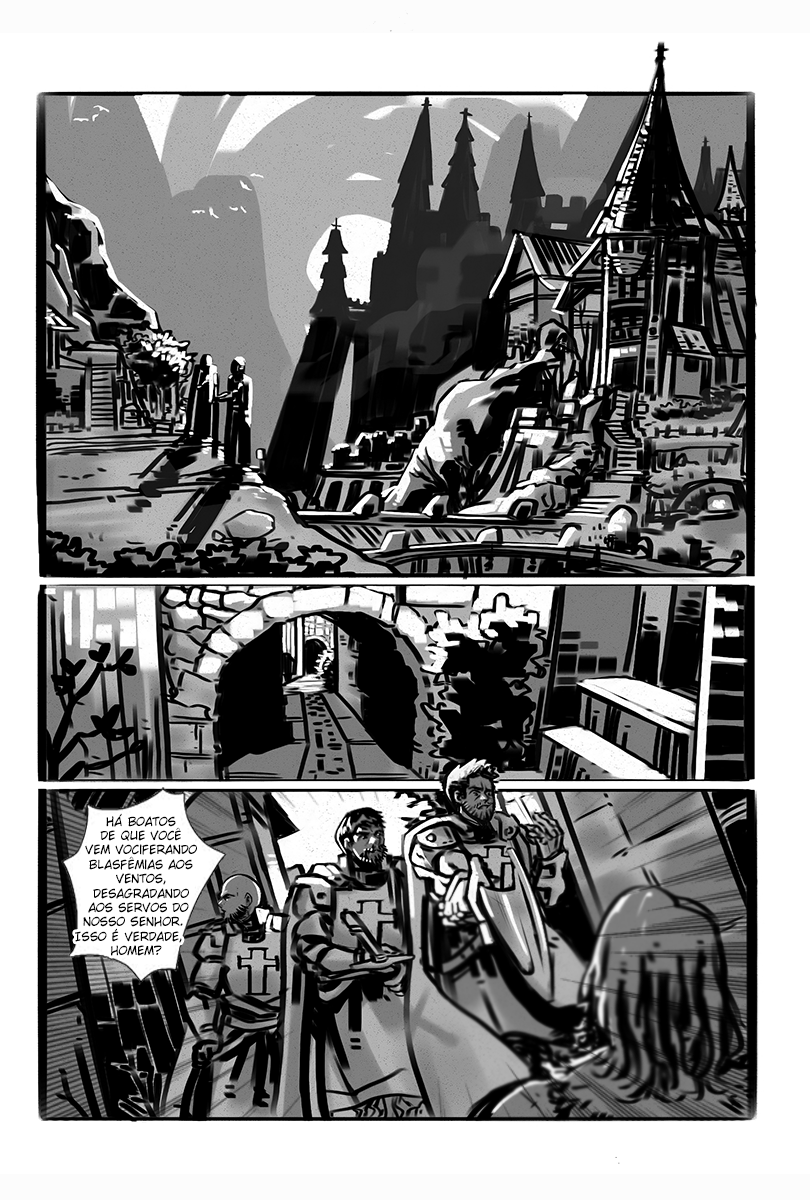 HÁ BOATOS
DE QUE VOCÊ
VEM VOCIFERANDO
BLASFÊMIAS AOS
VENTOS,
DESAGRADANDO
AOS SERVOS DO
NOSSO SENHOR.
ISSO É VERDADE,
HOMEM?